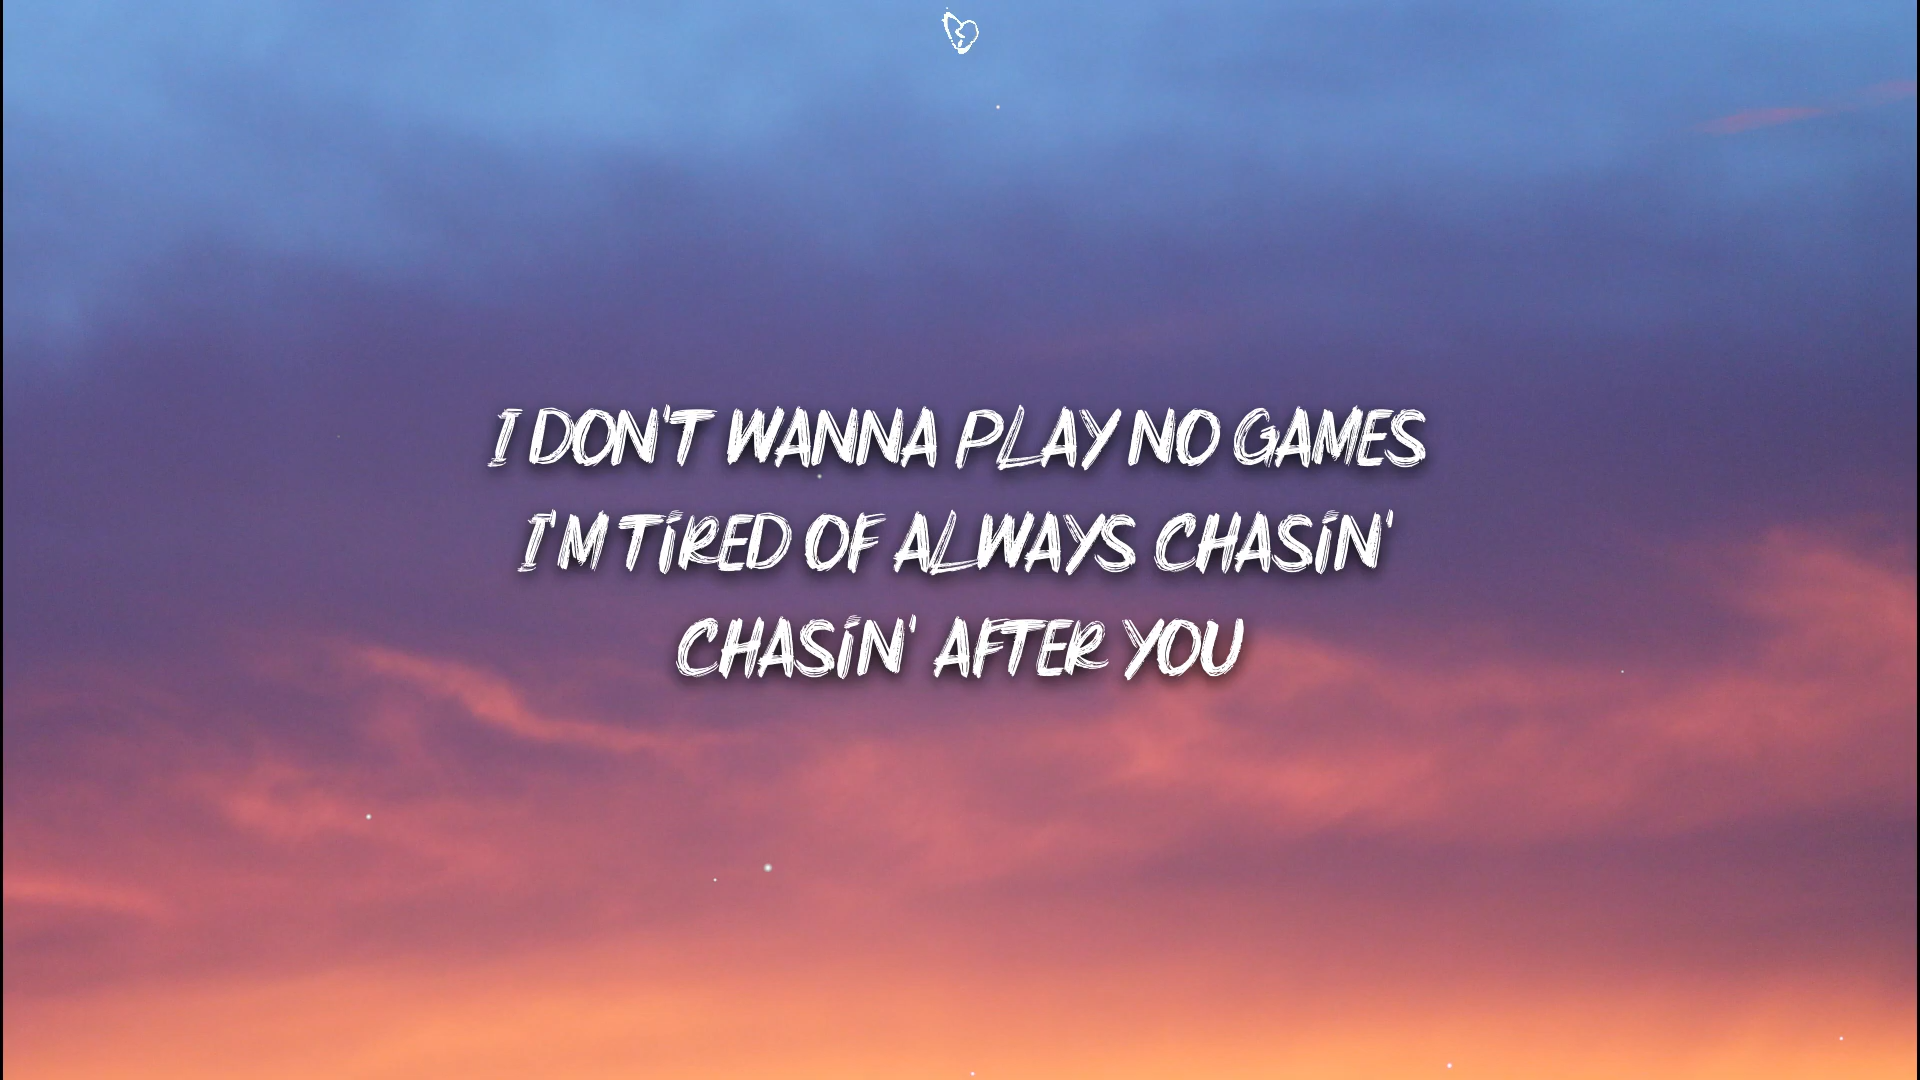 I DON'T WANNA PLAY NO GAMES
I'M TIRED OF ALWAYS CHASIN'
CHASIN' AFTER YOU